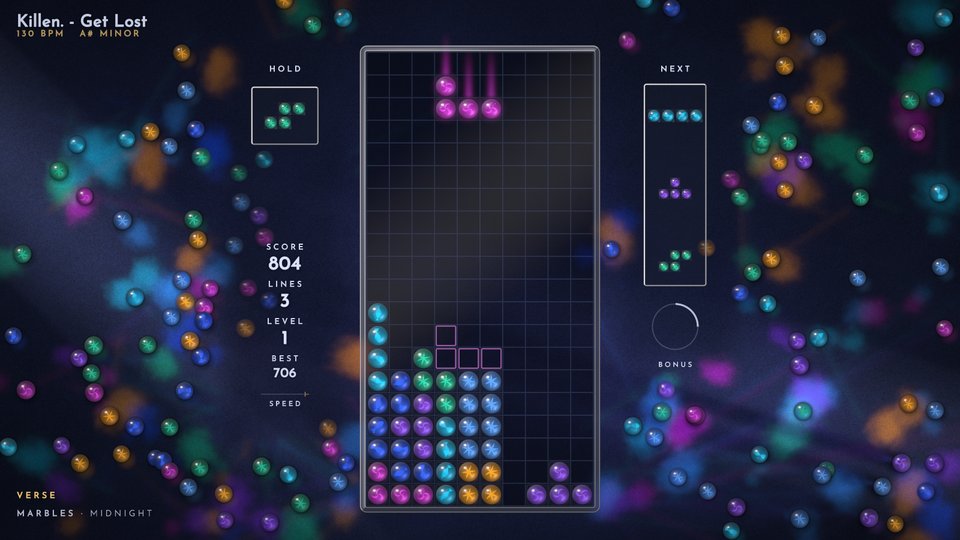 Killen. - Get Lost
130 BPM A# MINOR
HOLD
NEXT
SCORE
804
LINES
3
LEVEL
1
BEST
706
SPEED
BONUS
VERSE
MARBLES · MIDNIGHT